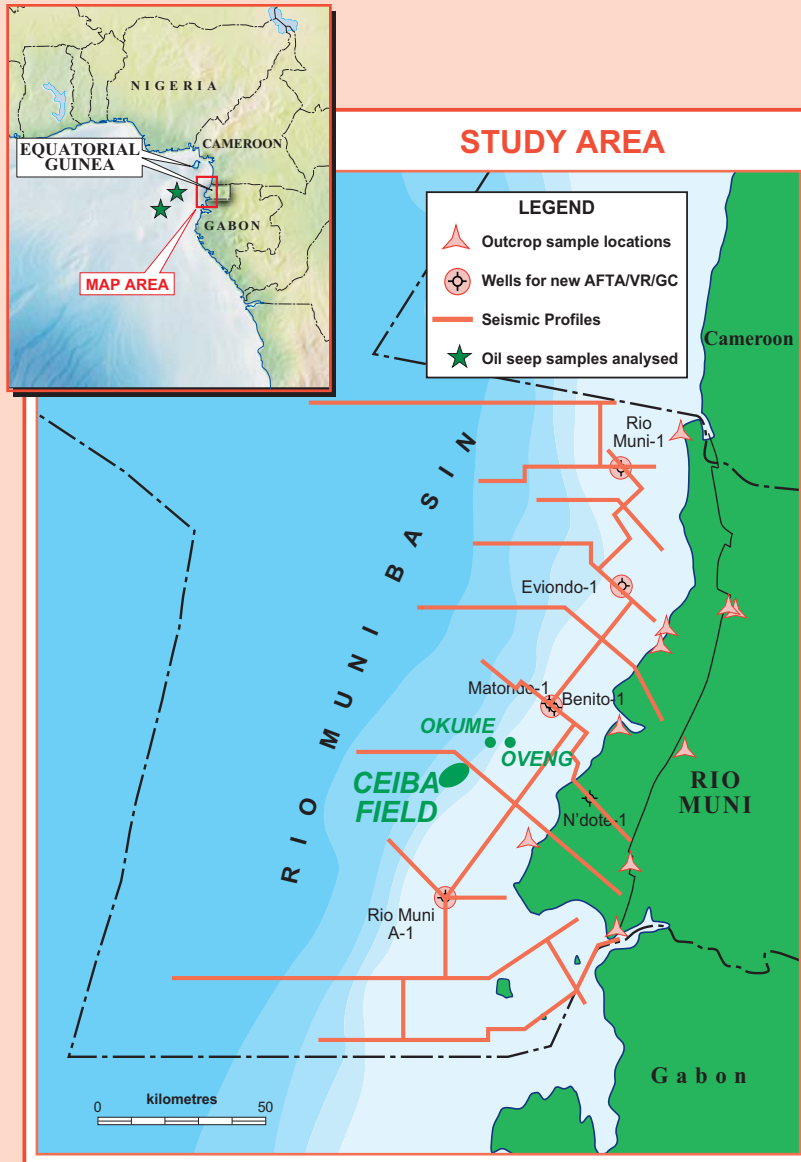 NIGERIA
EQUATORIAL
GUINEA
CAMEROON
GABON
MAP AREA
STUDY AREA
LEGEND
Outcrop sample locations
Wells for new AFTA/VR/GC
Seismic Profiles
Oil seep samples analysed
Cameroon
Rio
Muni-1
RIO MUNI BASIN
Eviondo-1
Matondo-1
Benito-1
OKUME
OVENG
CEIBA
FIELD
RIO
MUNI
N'dote-1
Rio Muni
A-1
Gabon
kilometres
0 50